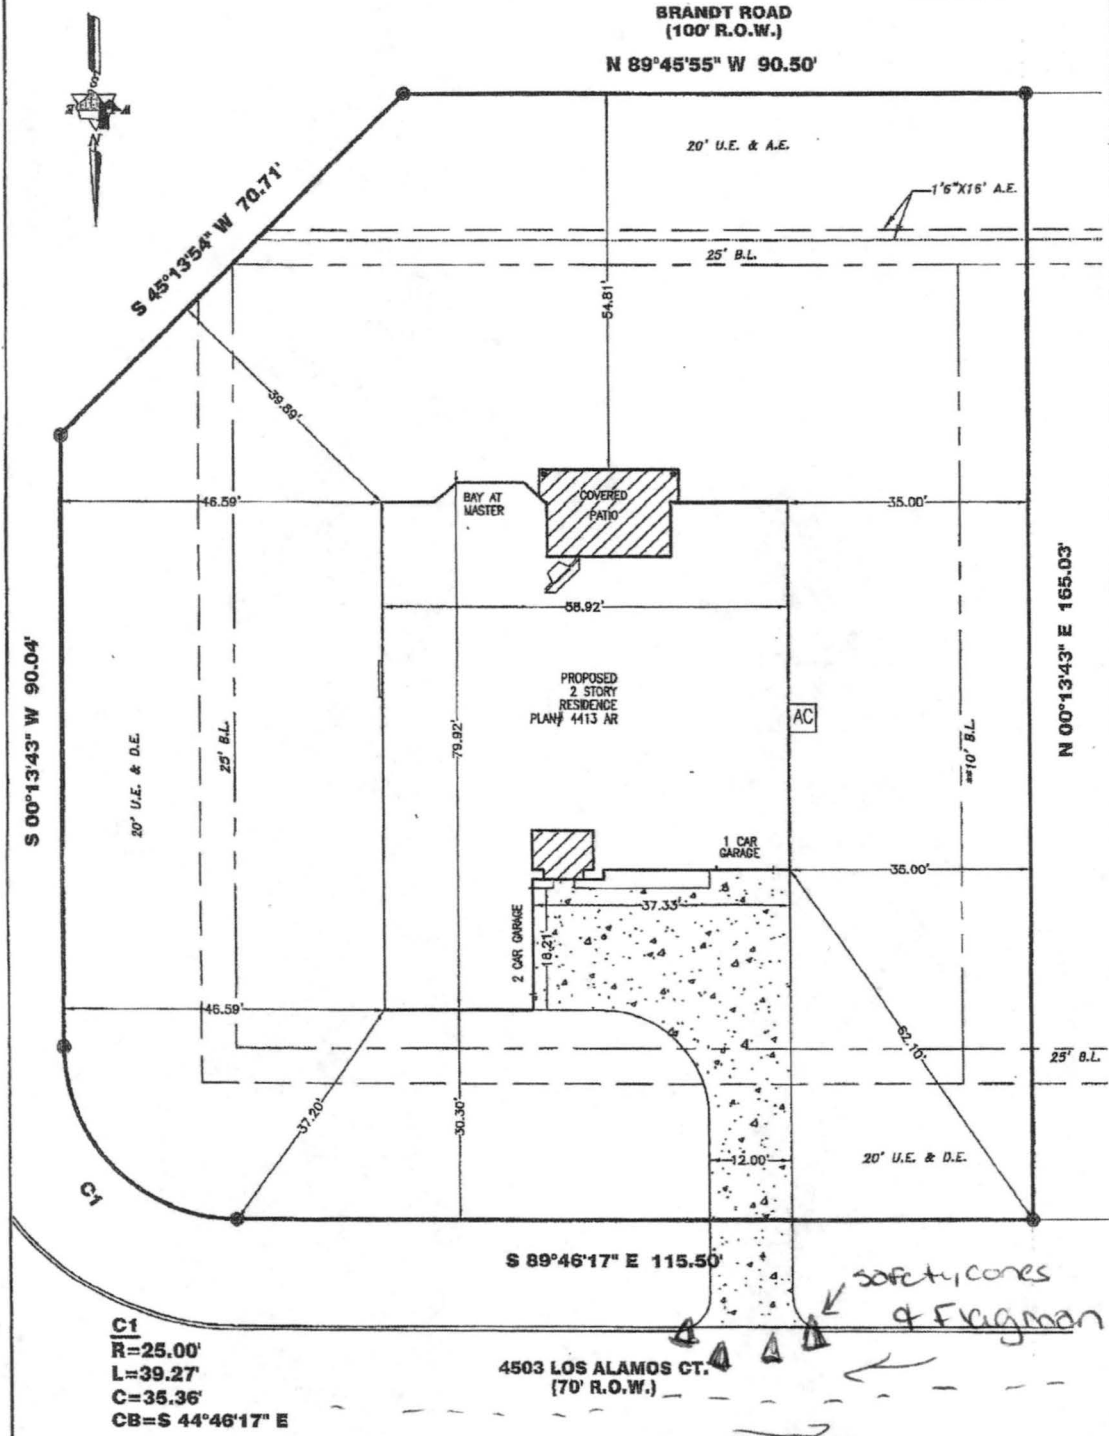 BRANDT ROAD
(100' R.O.W.)
N 89°45'55" W 90.50'
S
N
20' U.E. & A.E.
1'6"X16' A.E.
25' B.L.
S 45°13'54" W 70.71'
54.81'
39.89'
46.59'
BAY AT
MASTER
COVERED
PATIO
35.00'
58.92'
N 00°13'43" E 165.03'
S 00°13'43" W 90.04'
PROPOSED
2 STORY
RESIDENCE
PLAN# 4413 AR
AC
79.92'
25' B.L.
20' U.E. & D.E.
**10' B.L.
1 CAR
GARAGE
35.00'
37.33'
2 CAR GARAGE
18.21'
46.59'
62.10'
25' B.L.
37.20'
30.30'
12.00'
20' U.E. & D.E.
C1
S 89°46'17" E 115.50'
safety cones
& Flagman
C1
R=25.00'
L=39.27'
C=35.36'
CB=S 44°46'17" E
4503 LOS ALAMOS CT.
(70' R.O.W.)